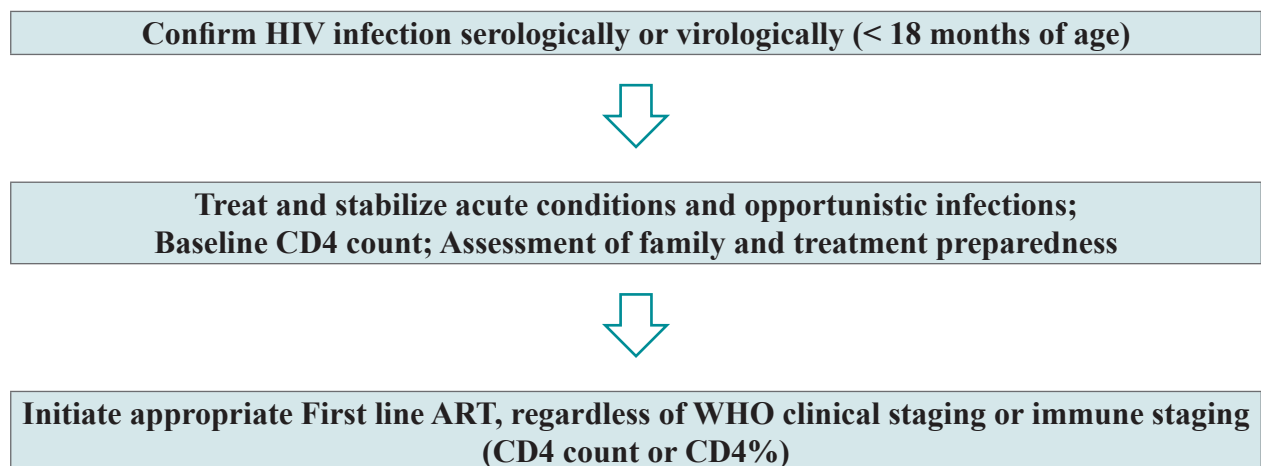 Confirm HIV infection serologically or virologically (< 18 months of age)
Treat and stabilize acute conditions and opportunistic infections;
Baseline CD4 count; Assessment of family and treatment preparedness
Initiate appropriate First line ART, regardless of WHO clinical staging or immune staging
(CD4 count or CD4%)